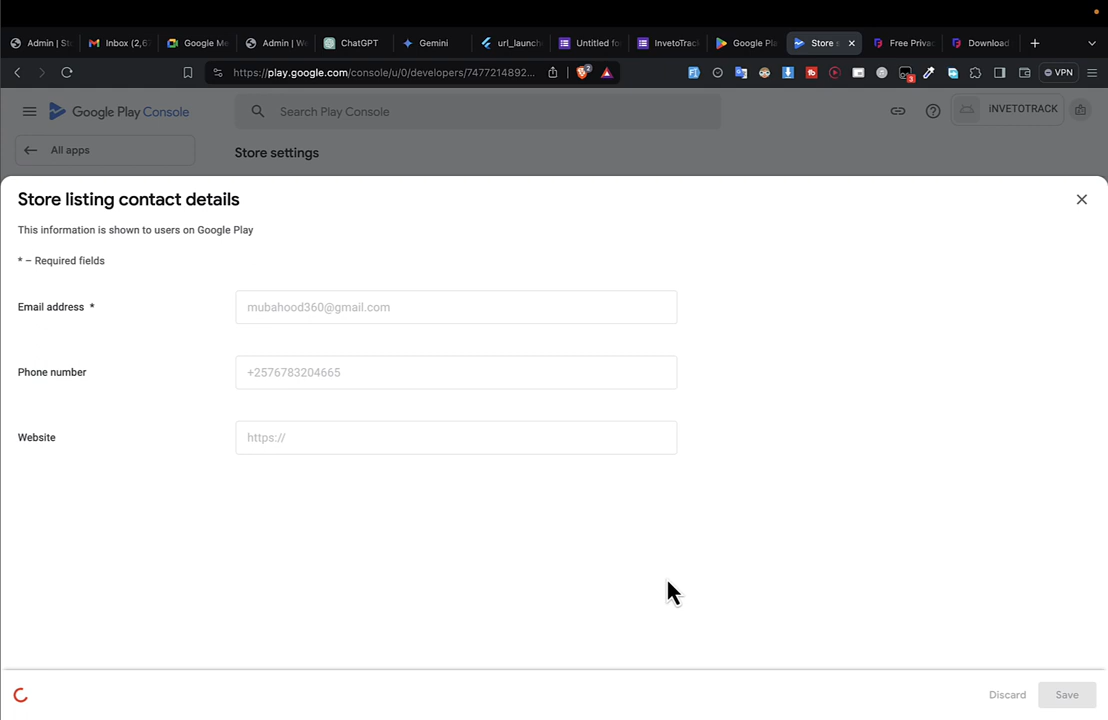 Admin | St
Inbox (2,6
Google Me
Admin | W
ChatGPT
Gemini
url_launch
Untitled fo
InvetoTrac
Google Pla
Store s
Free Priva
Download
https://play.google.com/console/u/0/developers/7477214892...
2
3
VPN
Google Play Console
Search Play Console
iNVETOTRACK
All apps
Store settings
Store listing contact details
This information is shown to users on Google Play
* – Required fields
Email address *
mubahood360@gmail.com
Phone number
+2576783204665
Website
https://
Discard
Save